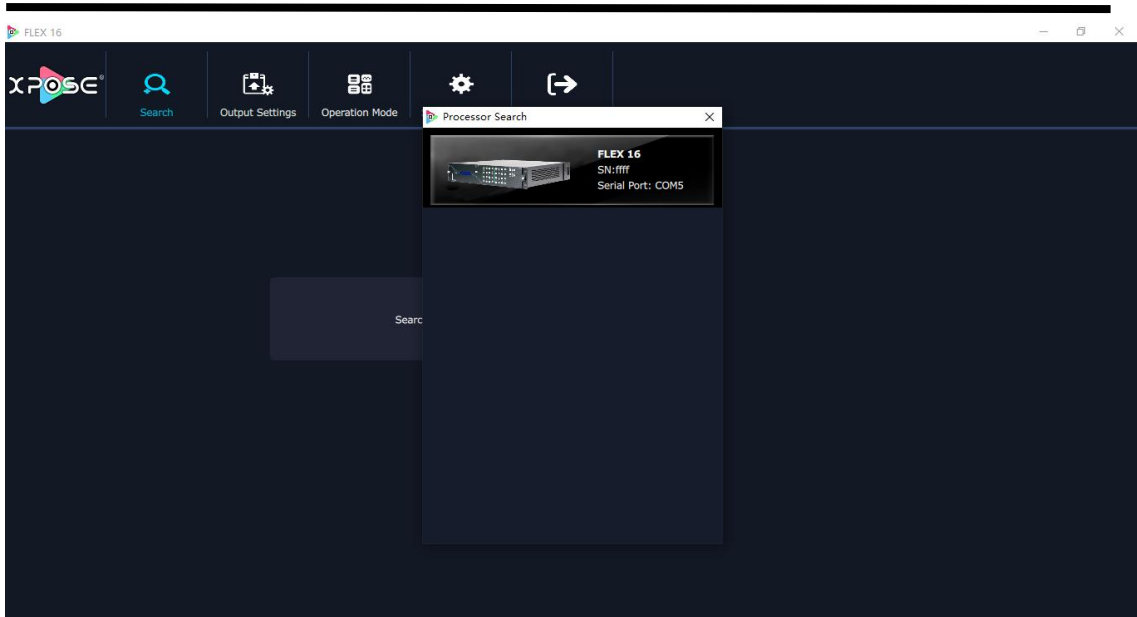 FLEX 16
XPOSE®
Search
Output Settings
Operation Mode
Processor Search
FLEX 16
SN:ffff
Serial Port: COM5
Searc